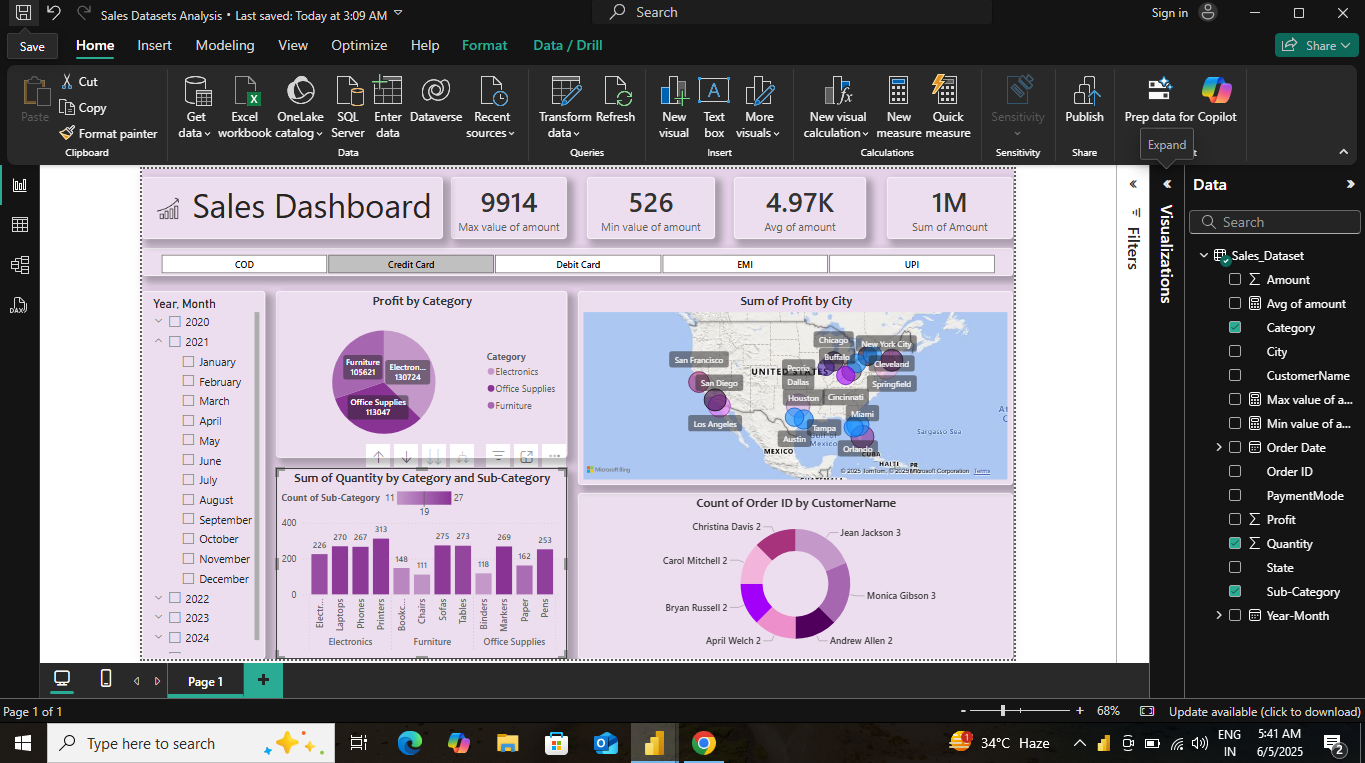 Sales Datasets Analysis • Last saved: Today at 3:09 AM
Search
Sign in
Save
Home
Insert
Modeling
View
Optimize
Help
Format
Data / Drill
Share
Paste
Cut
Copy
Format painter
Clipboard
Get data
Excel workbook
OneLake catalog
SQL Server
Enter data
Dataverse
Recent sources
Data
Transform data
Refresh
Queries
New visual
Text box
More visuals
Insert
New visual calculation
New measure
Quick measure
Calculations
Sensitivity
Sensitivity
Publish
Share
Prep data for
Copilot
Expand
Sales Dashboard
9914
Max value of amount
526
Min value of amount
4.97K
Avg of amount
1M
Sum of Amount
COD
Credit Card
Debit Card
EMI
UPI
Year, Month
2020
2021
January
February
March
April
May
June
July
August
September
October
November
December
2022
2023
2024
Profit by Category
Furniture
105621
Electron...
130724
Office Supplies
113047
Category
Electronics
Office Supplies
Furniture
Sum of Profit by City
San Francisco
San Diego
Los Angeles
Chicago
New York City
Buffalo
Cleveland
Peoria
UNITED STATES
Dallas
Springfield
Houston
Cincinnati
Miami
Tampa
Austin
Gulf of Mexico
Orlando
MEXICO
CUBA
HAITI
PR
Sargasso Sea
Microsoft Bing
© 2025 TomTom, © 2025 Microsoft Corporation Terms
Sum of Quantity by Category and Sub-Category
Count of Sub-Category 11 27
19
400
200
0
226
270
267
313
148
111
275
273
118
269
162
253
Electr...
Laptops
Phones
Printers
Bookc...
Chairs
Sofas
Tables
Binders
Markers
Paper
Pens
Electronics
Furniture
Office Supplies
Count of Order ID by CustomerName
Christina Davis 2
Jean Jackson 3
Carol Mitchell 2
Monica Gibson 3
Bryan Russell 2
April Welch 2
Andrew Allen 2
Filters
Visualizations
Data
Search
Sales_Dataset
Amount
Avg of amount
Category
City
CustomerName
Max value of a...
Min value of a...
Order Date
Order ID
PaymentMode
Profit
Quantity
State
Sub-Category
Year-Month
Page 1
Page 1 of 1
68%
Update available (click to download)
Type here to search
34°C Haze
ENG
IN
5:41 AM
6/5/2025
2